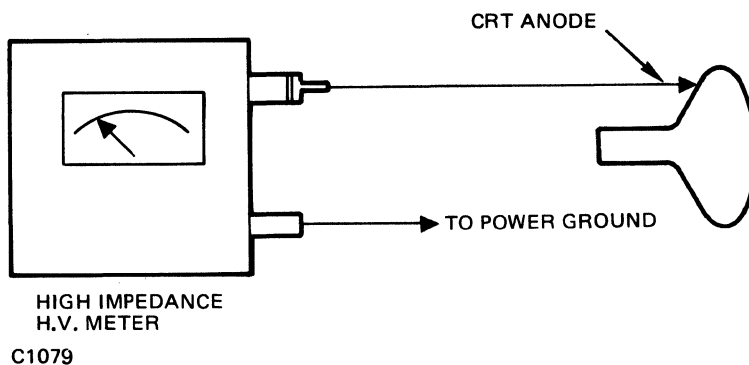 CRT ANODE
TO POWER GROUND
HIGH IMPEDANCE
H.V. METER
C1079